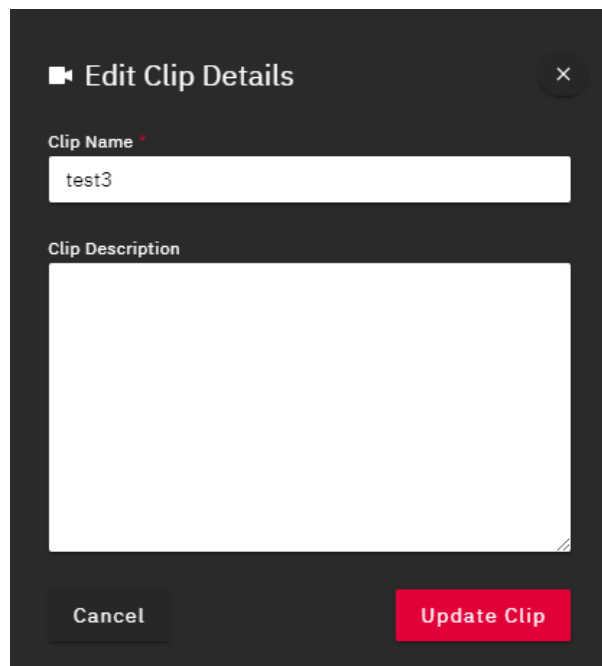 Edit Clip Details
Clip Name *
test3
Clip Description
Cancel
Update Clip